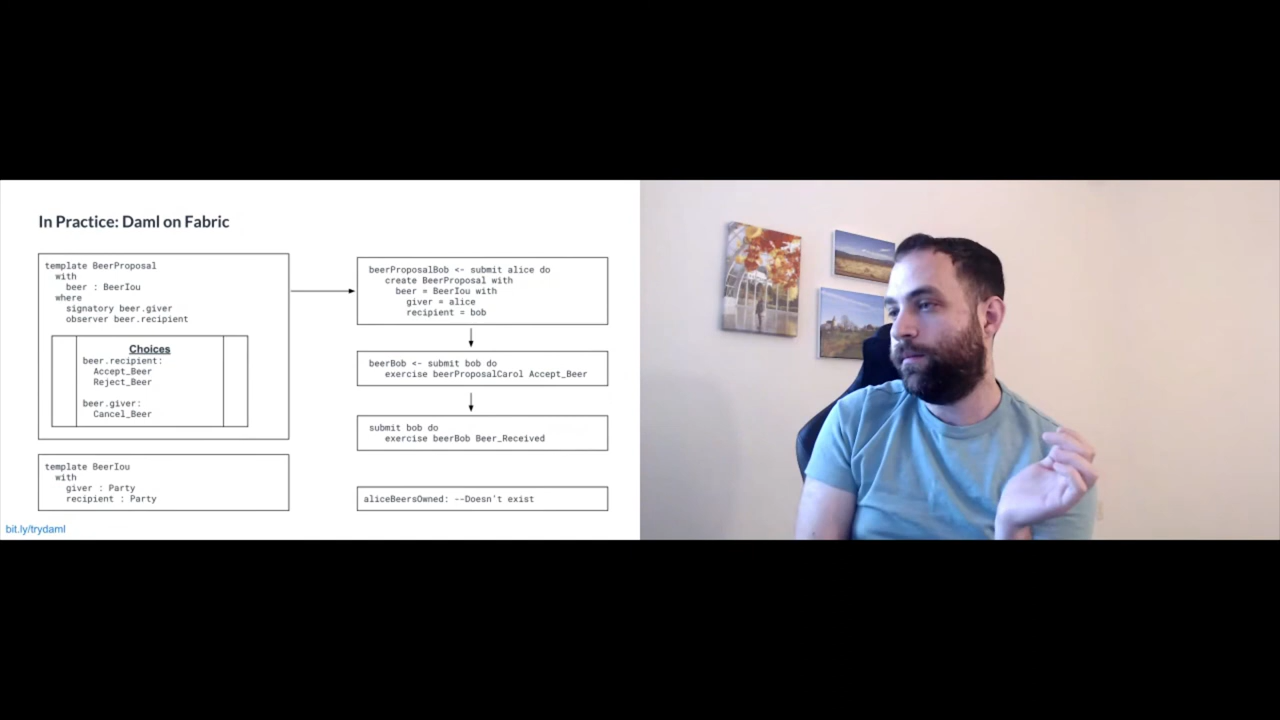 In Practice: Daml on Fabric
template BeerProposal
with
beer : BeerIou
where
signatory beer.giver
observer beer.recipient
Choices
beer.recipient:
Accept_Beer
Reject_Beer
beer.giver:
Cancel_Beer
template BeerIou
with
giver : Party
recipient : Party
bit.ly/trydaml
beerProposalBob <- submit alice do
create BeerProposal with
beer = BeerIou with
giver = alice
recipient = bob
beerBob <- submit bob do
exercise beerProposalCarol Accept_Beer
submit bob do
exercise beerBob Beer_Received
aliceBeersOwned: --Doesn't exist